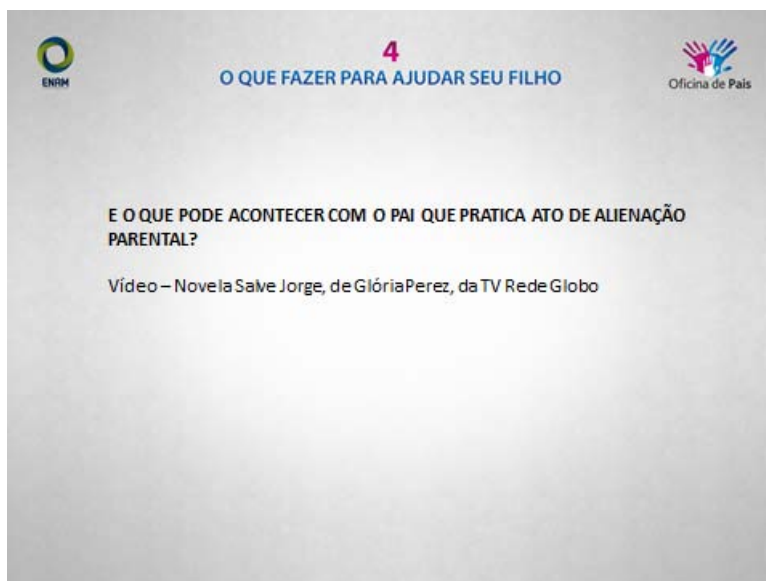 4
O QUE FAZER PARA AJUDAR SEU FILHO
ENAM
Oficina de Pais
E O QUE PODE ACONTECER COM O PAI QUE PRATICA ATO DE ALIENAÇÃO
PARENTAL?
Vídeo – Novela Salve Jorge, de Glória Perez, da TV Rede Globo